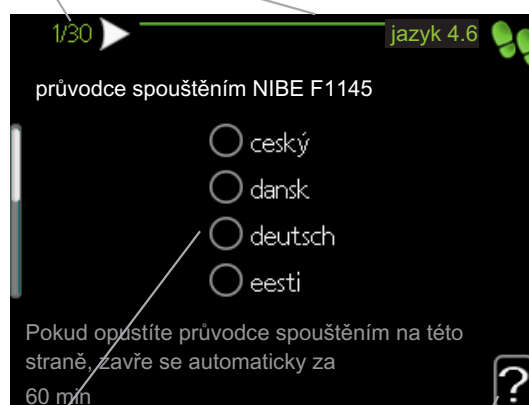 1/30 jazyk 4.6
průvodce spouštěním NIBE F1145
ceský
dansk
deutsch
eesti
Pokud opustíte průvodce spouštěním na této
straně, zavře se automaticky za
60 min
?